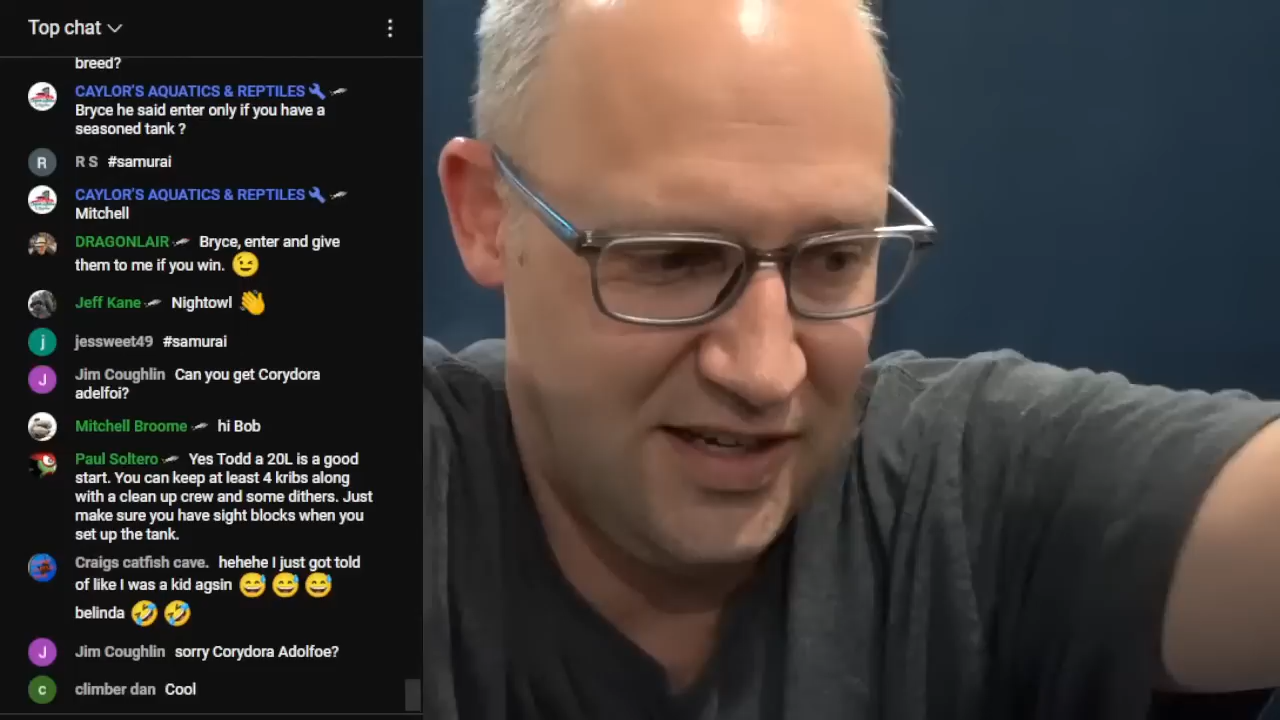 Top chat
breed?
CAYLOR'S AQUATICS & REPTILES
Bryce he said enter only if you have a
seasoned tank ?
R
R S #samurai
CAYLOR'S AQUATICS & REPTILES
Mitchell
DRAGONLAIR Bryce, enter and give
them to me if you win.
Jeff Kane Nightowl
j
jessweet49 #samurai
J
Jim Coughlin Can you get Corydora
adelfoi?
Mitchell Broome hi Bob
Paul Soltero Yes Todd a 20L is a good
start. You can keep at least 4 kribs along
with a clean up crew and some dithers. Just
make sure you have sight blocks when you
set up the tank.
Craigs catfish cave. hehehe I just got told
of like I was a kid agsin
belinda
J
Jim Coughlin sorry Corydora Adolfoe?
c
climber dan Cool